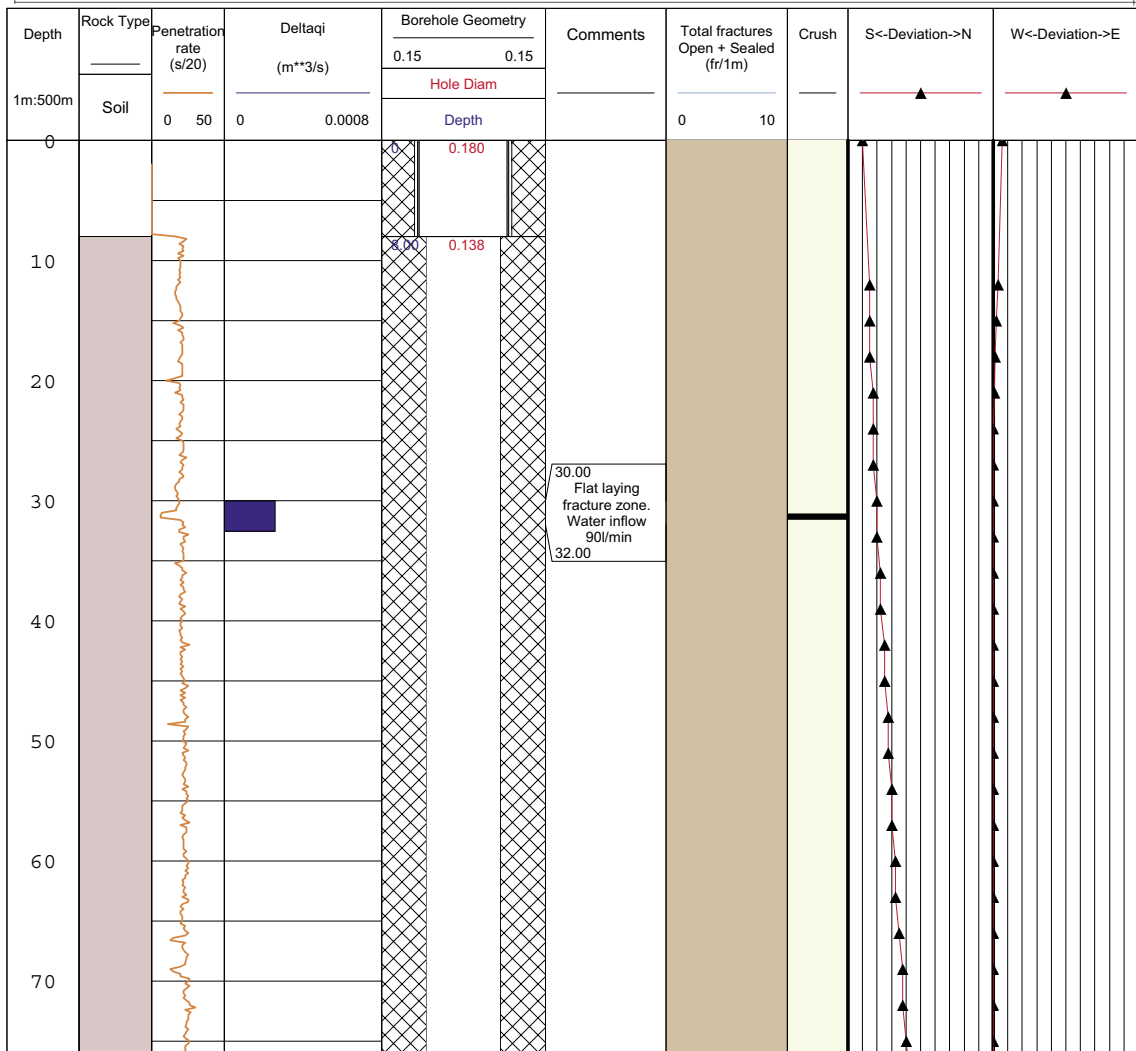 Depth
1m:500m
Rock Type
Soil
Penetration
rate
(s/20)
0 50
Deltaqi
(m**3/s)
0 0.0008
Borehole Geometry
0.15 0.15
Hole Diam
Depth
Comments
Total fractures
Open + Sealed
(fr/1m)
0 10
Crush
S<-Deviation->N
W<-Deviation->E
0
0 0.180
8.00 0.138
10
20
30
30.00
Flat laying
fracture zone.
Water inflow
90l/min
32.00
40
50
60
70